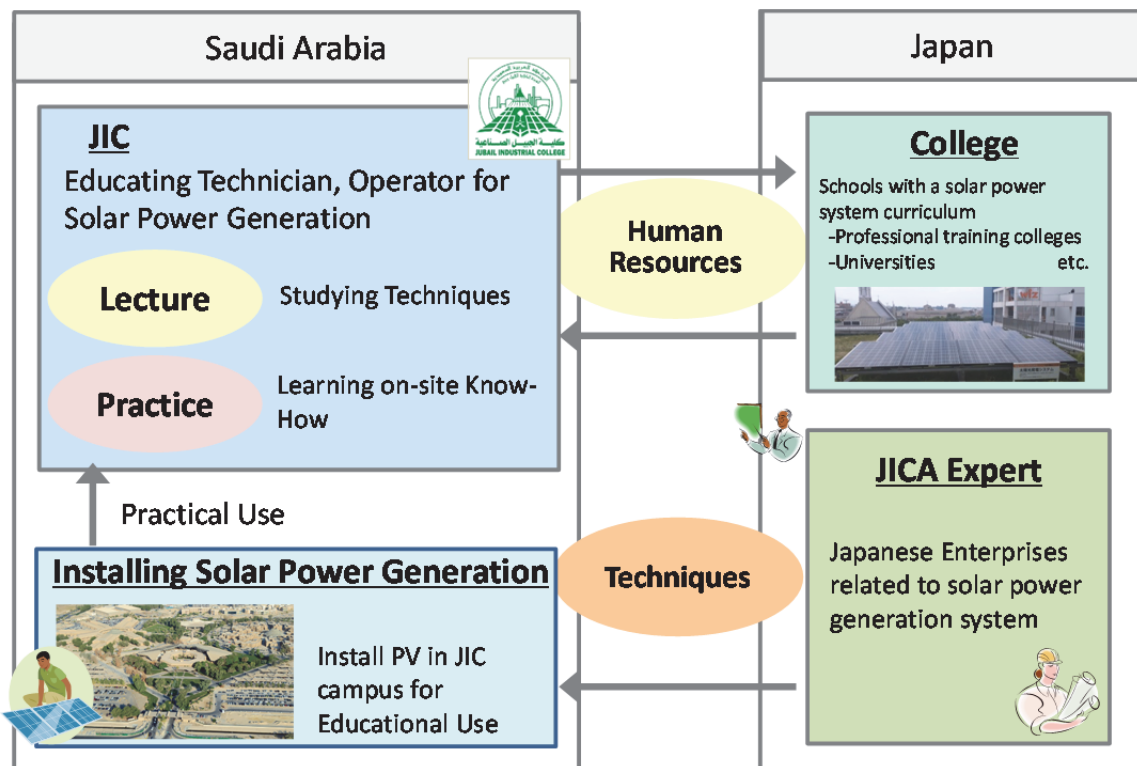 Saudi Arabia
Japan
JIC
كلية الجبيل الصناعية
JUBAIL INDUSTRIAL COLLEGE
Educating Technician, Operator for
Solar Power Generation
Lecture
Studying Techniques
Practice
Learning on-site Know-
How
Human
Resources
College
Schools with a solar power
system curriculum
-Professional training colleges
-Universities etc.
Practical Use
Installing Solar Power Generation
Install PV in JIC
campus for
Educational Use
Techniques
JICA Expert
Japanese Enterprises
related to solar power
generation system